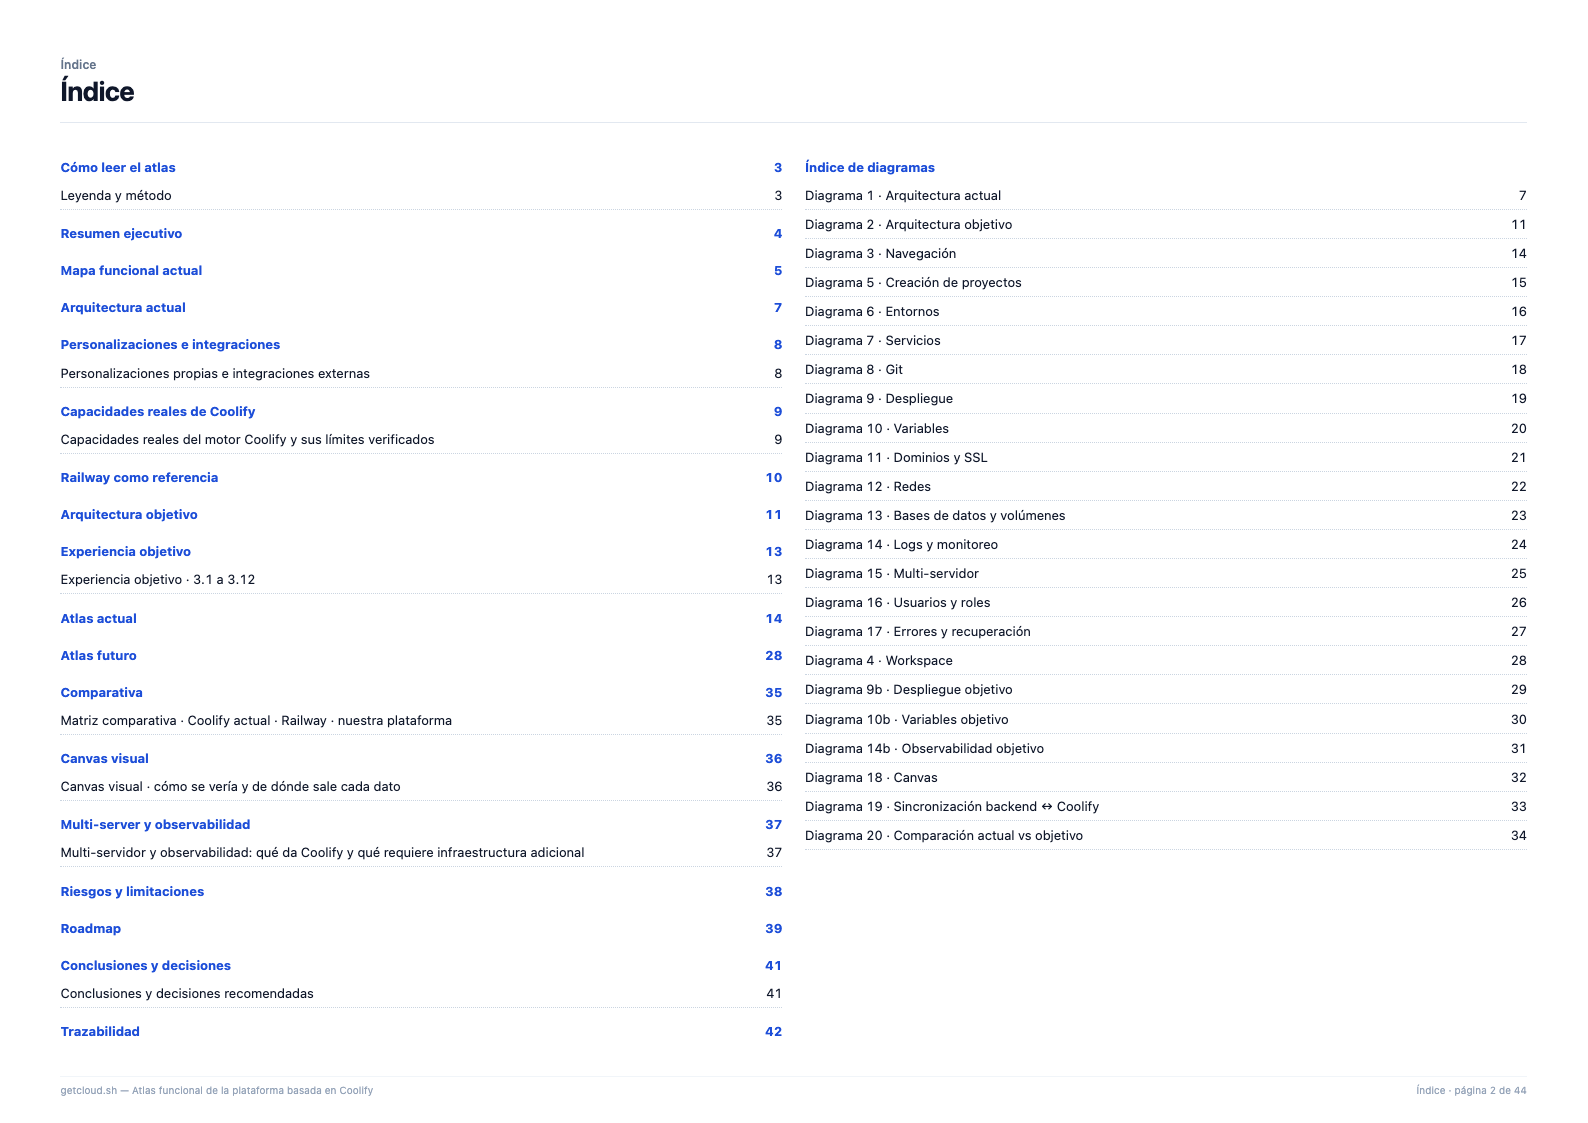 Índice
Índice
Cómo leer el atlas 3
Leyenda y método 3
Resumen ejecutivo 4
Mapa funcional actual 5
Arquitectura actual 7
Personalizaciones e integraciones 8
Personalizaciones propias e integraciones externas 8
Capacidades reales de Coolify 9
Capacidades reales del motor Coolify y sus límites verificados 9
Railway como referencia 10
Arquitectura objetivo 11
Experiencia objetivo 13
Experiencia objetivo · 3.1 a 3.12 13
Atlas actual 14
Atlas futuro 28
Comparativa 35
Matriz comparativa · Coolify actual · Railway · nuestra plataforma 35
Canvas visual 36
Canvas visual · cómo se vería y de dónde sale cada dato 36
Multi-server y observabilidad 37
Multi-servidor y observabilidad: qué da Coolify y qué requiere infraestructura adicional 37
Riesgos y limitaciones 38
Roadmap 39
Conclusiones y decisiones 41
Conclusiones y decisiones recomendadas 41
Trazabilidad 42
Índice de diagramas
Diagrama 1 · Arquitectura actual 7
Diagrama 2 · Arquitectura objetivo 11
Diagrama 3 · Navegación 14
Diagrama 5 · Creación de proyectos 15
Diagrama 6 · Entornos 16
Diagrama 7 · Servicios 17
Diagrama 8 · Git 18
Diagrama 9 · Despliegue 19
Diagrama 10 · Variables 20
Diagrama 11 · Dominios y SSL 21
Diagrama 12 · Redes 22
Diagrama 13 · Bases de datos y volúmenes 23
Diagrama 14 · Logs y monitoreo 24
Diagrama 15 · Multi-servidor 25
Diagrama 16 · Usuarios y roles 26
Diagrama 17 · Errores y recuperación 27
Diagrama 4 · Workspace 28
Diagrama 9b · Despliegue objetivo 29
Diagrama 10b · Variables objetivo 30
Diagrama 14b · Observabilidad objetivo 31
Diagrama 18 · Canvas 32
Diagrama 19 · Sincronización backend ↔ Coolify 33
Diagrama 20 · Comparación actual vs objetivo 34
getcloud.sh — Atlas funcional de la plataforma basada en Coolify
Índice · página 2 de 44